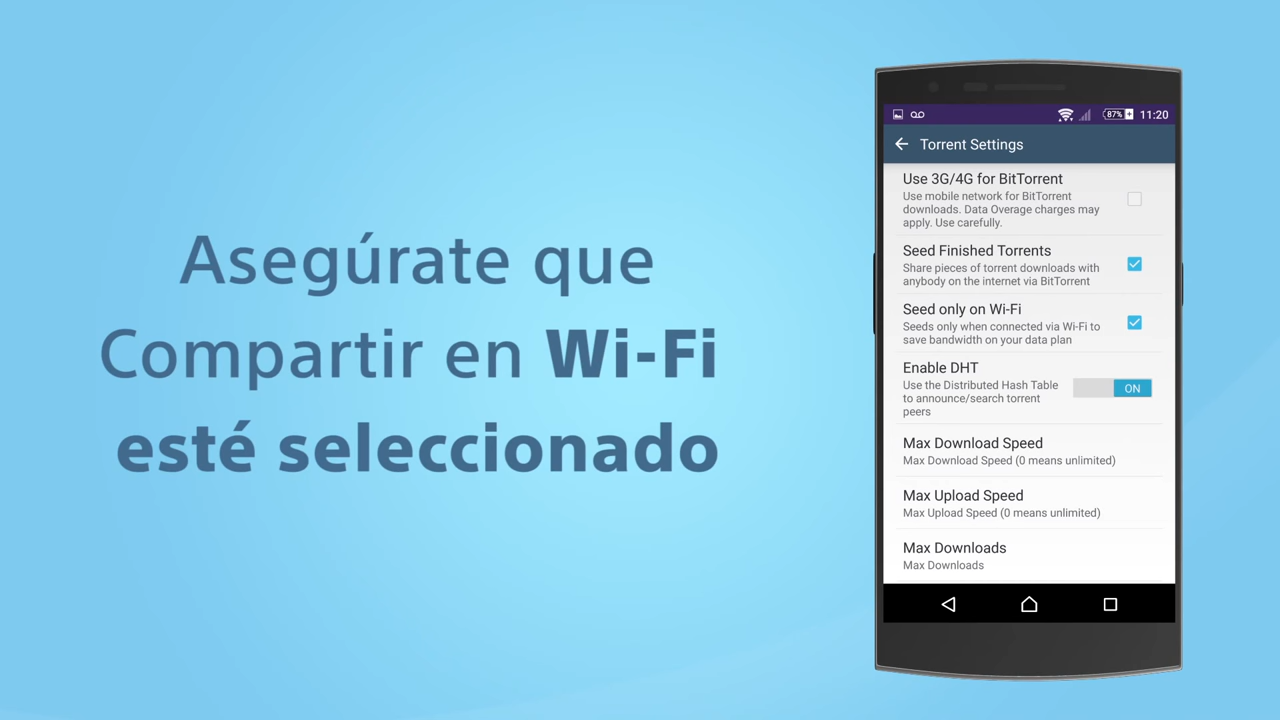 Asegúrate que
Compartir en Wi-Fi
esté seleccionado
87%
11:20
Torrent Settings
Use 3G/4G for BitTorrent
Use mobile network for BitTorrent
downloads. Data Overage charges may
apply. Use carefully.
Seed Finished Torrents
Share pieces of torrent downloads with
anybody on the internet via BitTorrent
Seed only on Wi-Fi
Seeds only when connected via Wi-Fi to
save bandwidth on your data plan
Enable DHT
Use the Distributed Hash Table
to announce/search torrent
peers
ON
Max Download Speed
Max Download Speed (0 means unlimited)
Max Upload Speed
Max Upload Speed (0 means unlimited)
Max Downloads
Max Downloads